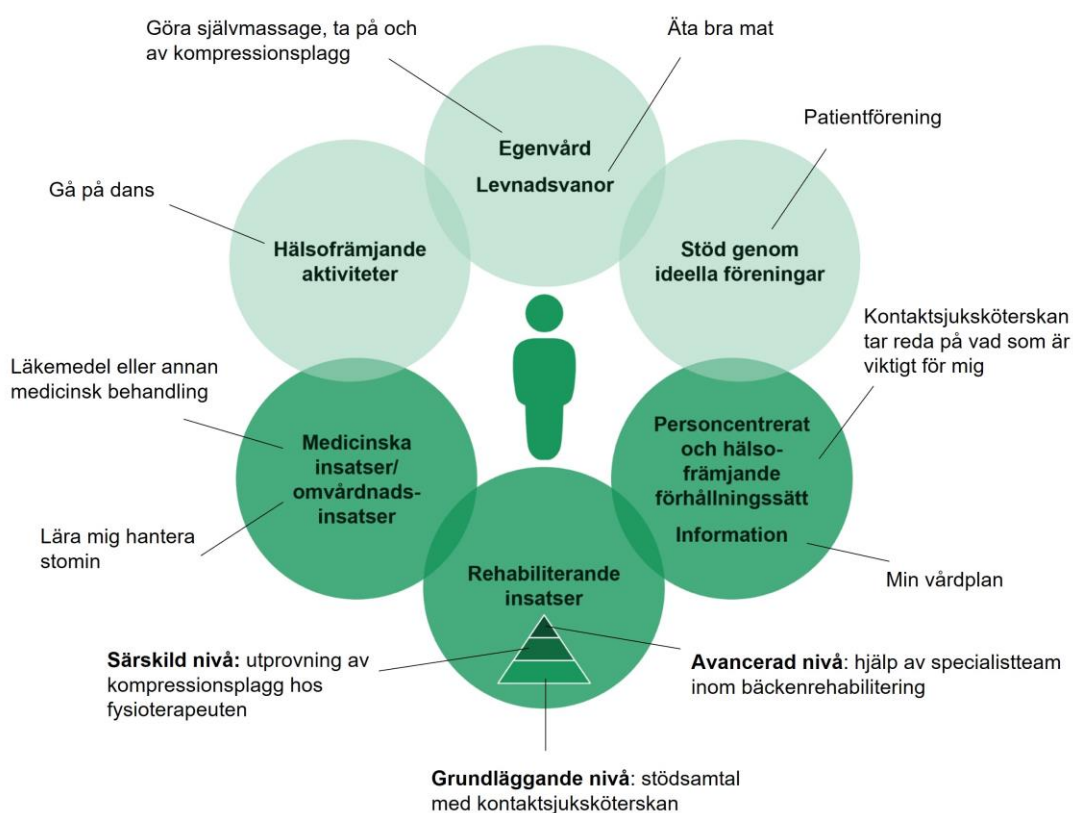 Göra självmassage, ta på och
av kompressionsplagg
Äta bra mat
Egenvård
Levnadsvanor
Patientförening
Gå på dans
Hälsofrämjande
aktiviteter
Stöd genom
ideella föreningar
Kontaktsjuksköterskan
tar reda på vad som är
viktigt för mig
Läkemedel eller annan
medicinsk behandling
Medicinska
insatser/
omvårdnads-
insatser
Personcentrerat
och hälso-
främjande
förhållningssätt
Information
Lära mig hantera
stomin
Min vårdplan
Rehabiliterande
insatser
Särskild nivå: utprovning av
kompressionsplagg hos
fysioterapeuten
Avancerad nivå: hjälp av specialistteam
inom bäckenrehabilitering
Grundläggande nivå: stödsamtal
med kontaktsjuksköterskan